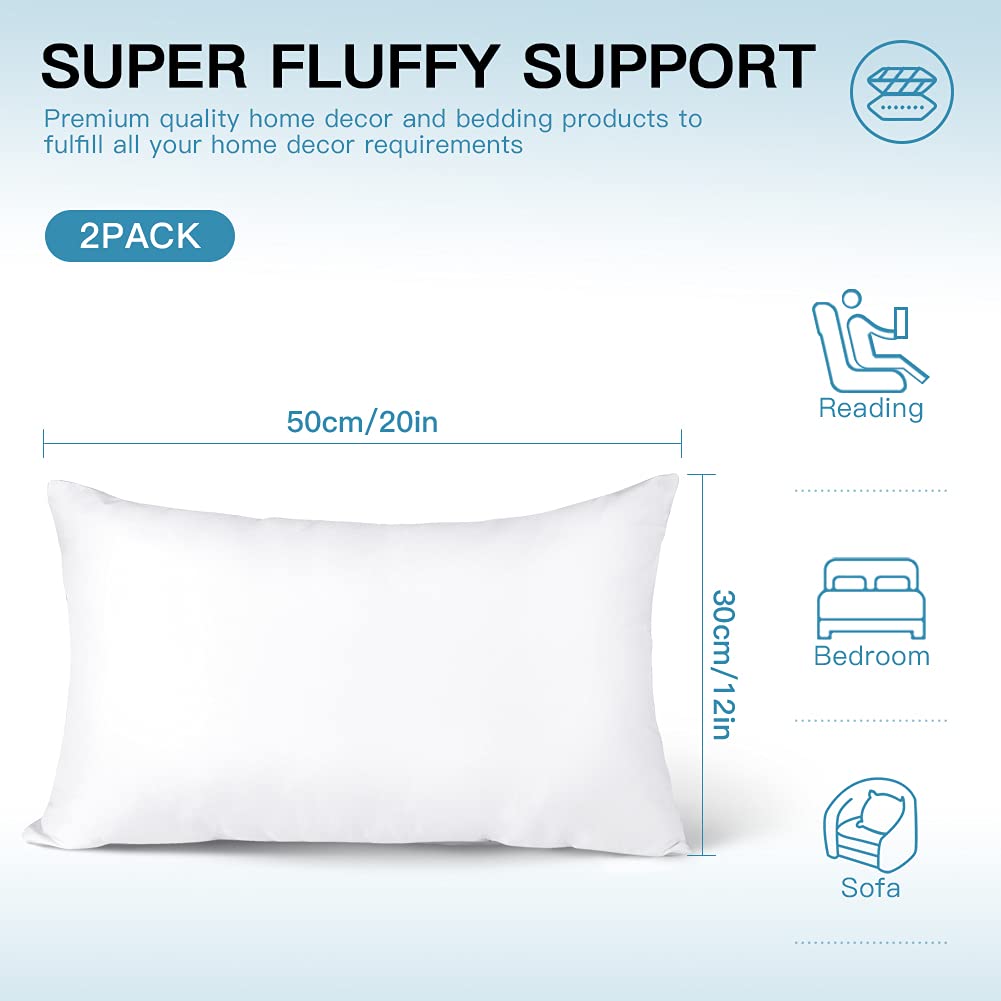 SUPER FLUFFY SUPPORT
Premium quality home decor and bedding products to
fulfill all your home decor requirements
2PACK
50cm/20in
30cm/12in
Reading
Bedroom
Sofa